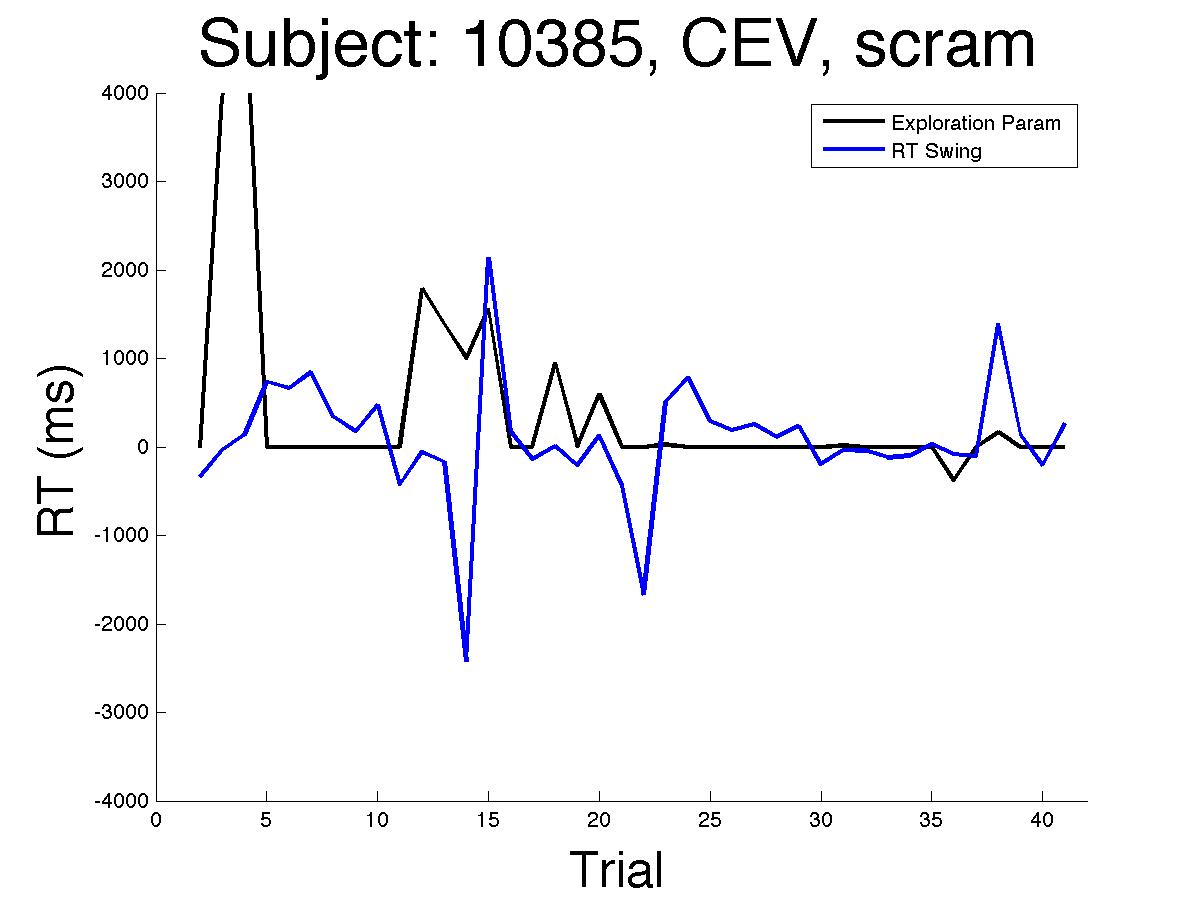 Subject: 10385, CEV, scram
Exploration Param
RT Swing
4000
3000
2000
1000
0
-1000
-2000
-3000
-4000
RT (ms)
0 5 10 15 20 25 30 35 40
Trial